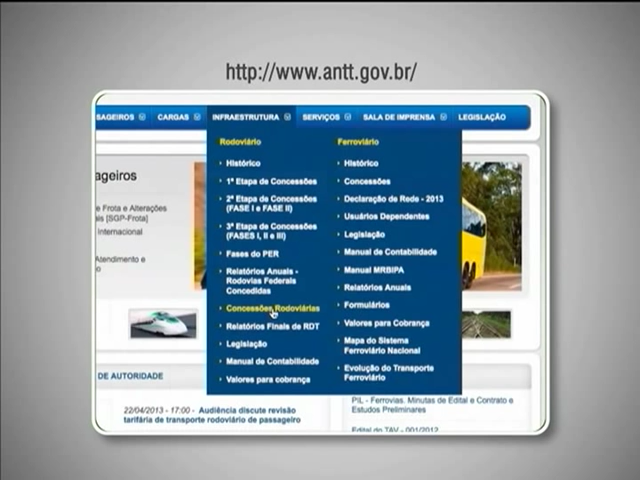 http://www.antt.gov.br/
SAGEIROS
CARGAS
INFRAESTRUTURA
SERVIÇOS
SALA DE IMPRENSA
LEGISLAÇÃO
Rodoviário
Histórico
1ª Etapa de Concessões
2ª Etapa de Concessões
(FASE I e FASE II)
3ª Etapa de Concessões
(FASES I, II e III)
Fases do PER
Relatórios Anuais -
Rodovias Federais
Concedidas
Concessões Rodoviárias
Relatórios Finais de RDT
Legislação
Manual de Contabilidade
Valores para cobrança
Ferroviário
Histórico
Concessões
Declaração de Rede - 2013
Usuários Dependentes
Legislação
Manual de Contabilidade
Manual MRBIPA
Relatórios Anuais
Formulários
Valores para Cobrança
Mapa do Sistema
Ferroviário Nacional
Evolução do Transporte
Ferroviário
ageiros
e Frota e Alterações
is [SGP-Frota]
Internacional
Atendimento e
DE AUTORIDADE
22/04/2013 - 17:00 - Audiência discute revisão
tarifária de transporte rodoviário de passageiro
PIL - Ferrovias. Minutas de Edital e Contrato e
Estudos Preliminares
Edital do TAV - 001/2012